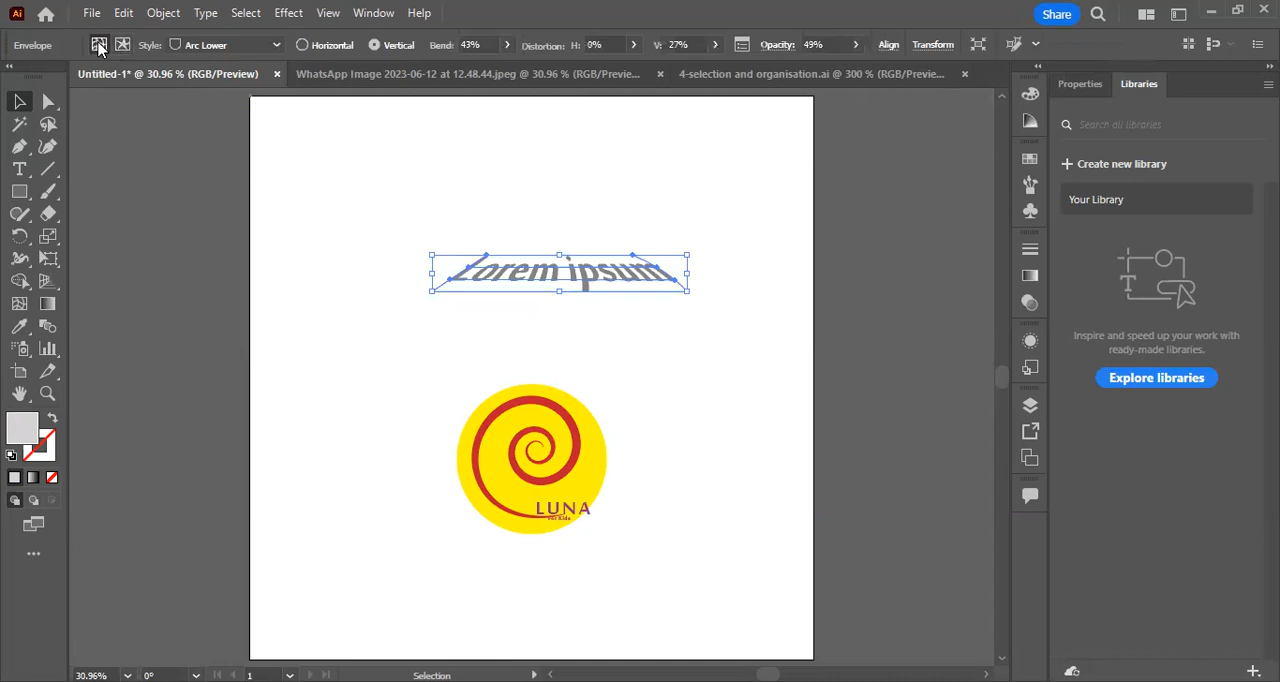 Ai File Edit Object Type Select Effect View Window Help Share
Envelope Style: Arc Lower Horizontal Vertical Bend: 43% Distortion: H: 0% V: 27% Opacity: 49% Align Transform
Untitled-1* @ 30.96 % (RGB/Preview) × WhatsApp Image 2023-06-12 at 12.48.44.jpeg @ 30.96 % (RGB/Previe... × 4-selection and organisation.ai @ 300 % (RGB/Previe... ×
Properties Libraries
Search all libraries
Create new library
Your Library
Lorem ipsum
Inspire and speed up your work with
ready-made libraries.
Explore libraries
LUNA
For Kids
30.96% 0° 1 Selection